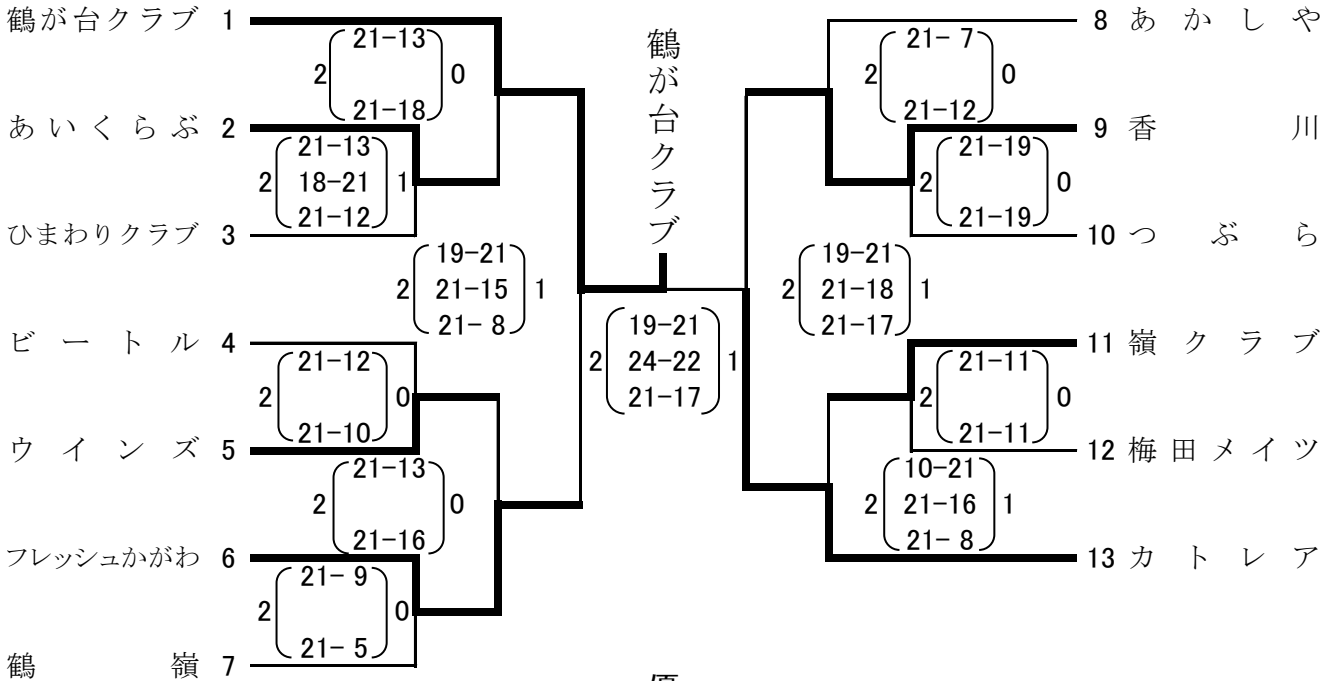 鶴が台クラブ 1
21-13
2 0
21-18
あいくらぶ 2
21-13
2 18-21 1
21-12
ひまわりクラブ 3
19-21
2 21-15 1
21- 8
ビートル 4
21-12
2 0
21-10
ウインズ 5
21-13
2 0
21-16
フレッシュかがわ 6
21- 9
2 0
21- 5
鶴嶺 7
鶴が台クラブ
19-21
2 24-22 1
21-17
8 あかしや
21- 7
2 0
21-12
9 香川
21-19
2 0
21-19
10 つぶら
19-21
2 21-18 1
21-17
11 嶺クラブ
21-11
2 0
21-11
12 梅田メイツ
10-21
2 21-16 1
21- 8
13 カトレア